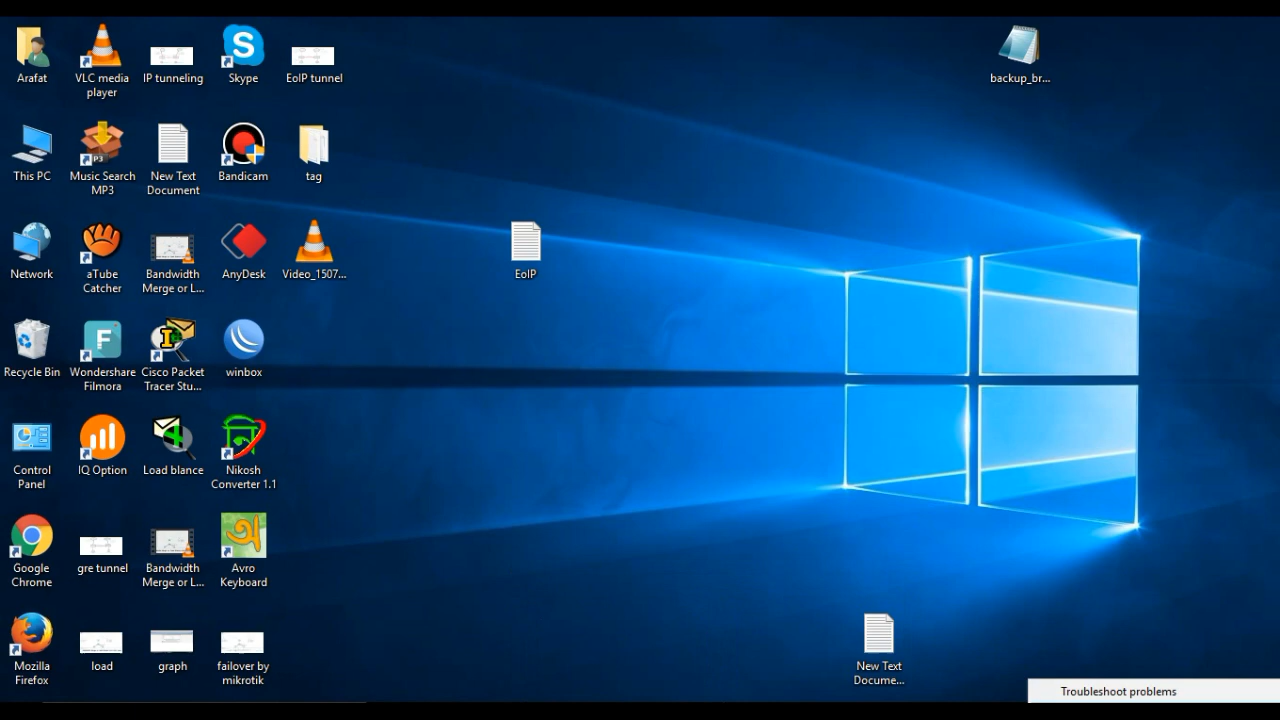 Arafat
VLC media
player
IP tunneling
Skype
EoIP tunnel
backup_br...
This PC
Music Search
MP3
New Text
Document
Bandicam
tag
Network
aTube
Catcher
Bandwidth
Merge or L...
AnyDesk
Video_1507...
EoIP
Recycle Bin
Wondershare
Filmora
Cisco Packet
Tracer Stu...
winbox
Control
Panel
IQ Option
Load blance
Nikosh
Converter 1.1
Google
Chrome
gre tunnel
Bandwidth
Merge or L...
Avro
Keyboard
Mozilla
Firefox
load
graph
failover by
mikrotik
New Text
Docume...
Troubleshoot problems